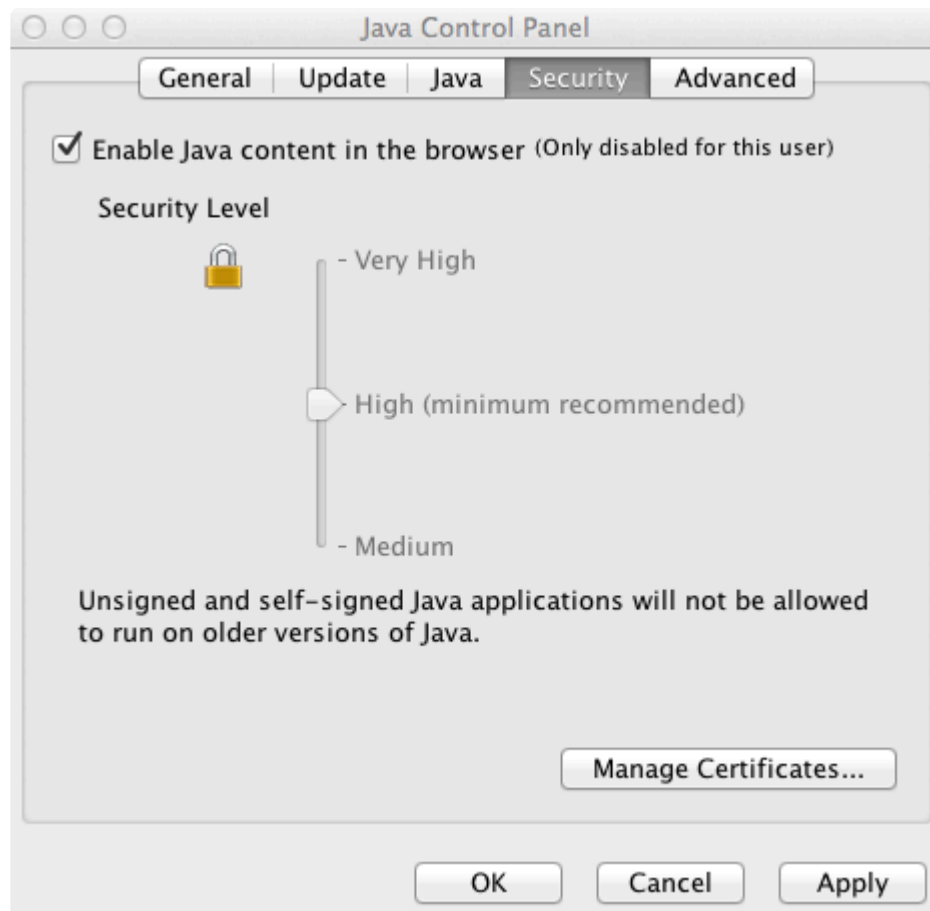 Java Control Panel
General Update Java Security Advanced
Enable Java content in the browser (Only disabled for this user)
Security Level
- Very High
- High (minimum recommended)
- Medium
Unsigned and self-signed Java applications will not be allowed
to run on older versions of Java.
Manage Certificates...
OK Cancel Apply